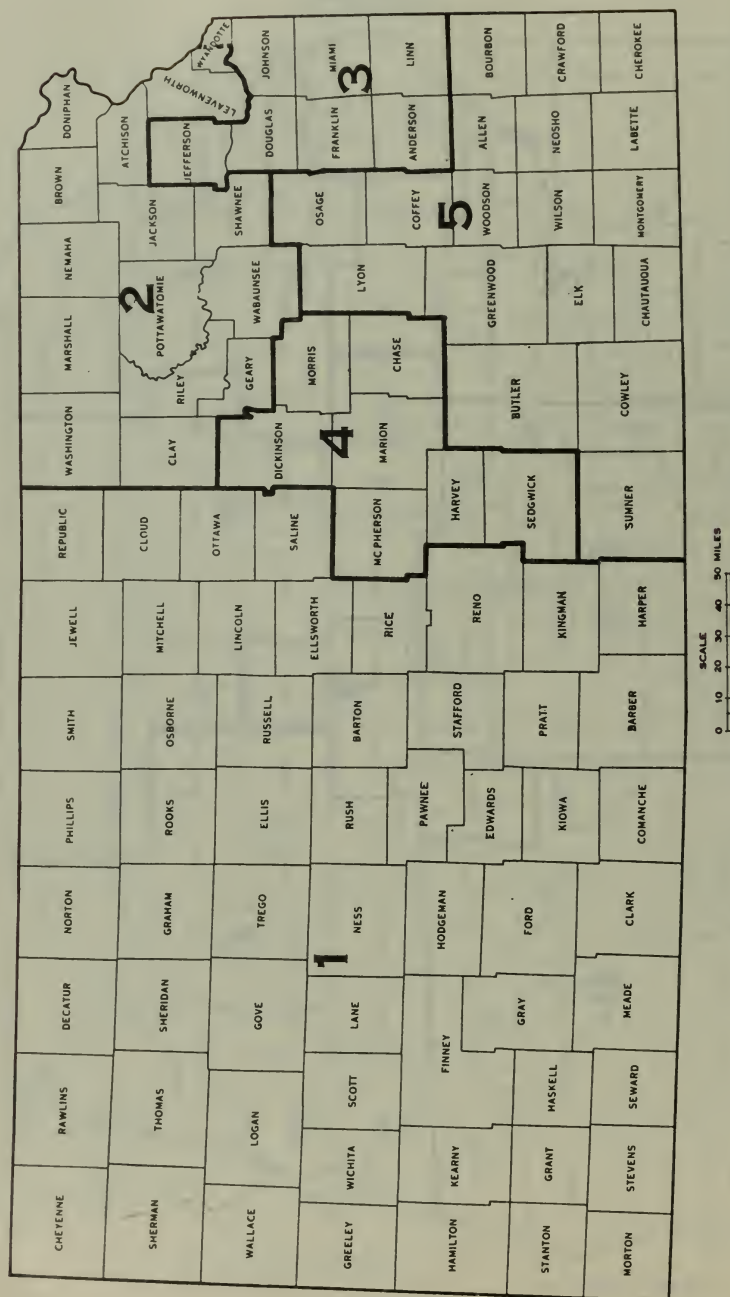 CHEYENNE
RAWLINS
DECATUR
NORTON
PHILLIPS
SMITH
JEWELL
REPUBLIC
WASHINGTON
MARSHALL
NEMAHA
BROWN
DONIPHAN
SHERMAN
THOMAS
SHERIDAN
GRAHAM
ROOKS
OSBORNE
MITCHELL
CLOUD
CLAY
RILEY
POTTAWATOMIE
2
JACKSON
ATCHISON
JEFFERSON
LEAVENWORTH
WYANDOTTE
WALLACE
LOGAN
GOVE
TREGO
ELLIS
RUSSELL
LINCOLN
OTTAWA
SALINE
DICKINSON
GEARY
WABAUNSEE
SHAWNEE
DOUGLAS
JOHNSON
GREELEY
WICHITA
SCOTT
LANE
NESS
1
RUSH
BARTON
ELLSWORTH
RICE
MC PHERSON
MARION
4
MORRIS
CHASE
LYON
OSAGE
COFFEY
FRANKLIN
MIAMI
3
ANDERSON
LINN
HAMILTON
KEARNY
FINNEY
HODGEMAN
PAWNEE
STAFFORD
RENO
HARVEY
BUTLER
GREENWOOD
WOODSON
5
ALLEN
BOURBON
STANTON
GRANT
HASKELL
GRAY
FORD
EDWARDS
KIOWA
PRATT
KINGMAN
SEDGWICK
ELK
WILSON
NEOSHO
CRAWFORD
MORTON
STEVENS
SEWARD
MEADE
CLARK
COMANCHE
BARBER
HARPER
SUMNER
COWLEY
CHAUTAUQUA
MONTGOMERY
LABETTE
CHEROKEE
SCALE
0 10 20 30 40 50 MILES